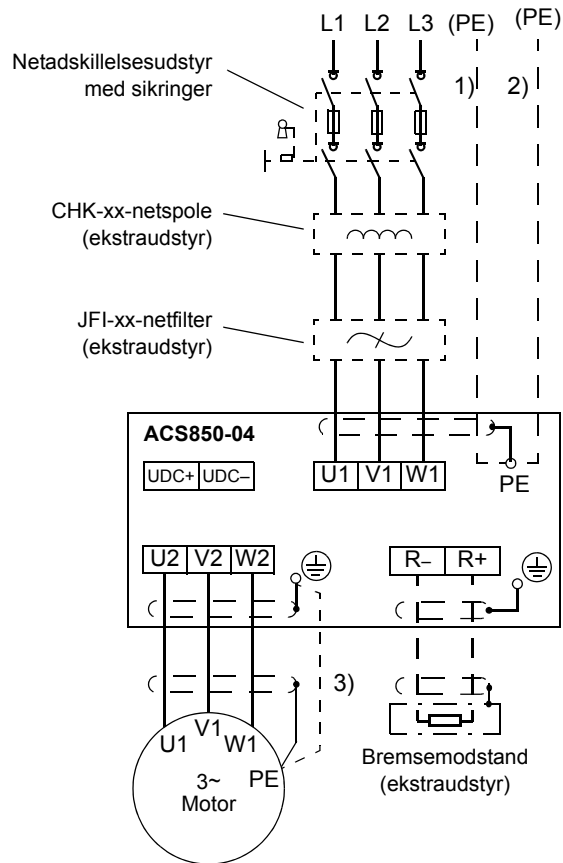 L1 L2 L3 (PE) (PE)
Netadskillelsesudstyr
med sikringer
1) 2)
CHK-xx-netspole
(ekstraudstyr)
JFI-xx-netfilter
(ekstraudstyr)
ACS850-04
UDC+ UDC–
U1 V1 W1
PE
U2 V2 W2
R– R+
3)
U1 V1 W1
PE
3~
Motor
Bremsemodstand
(ekstraudstyr)